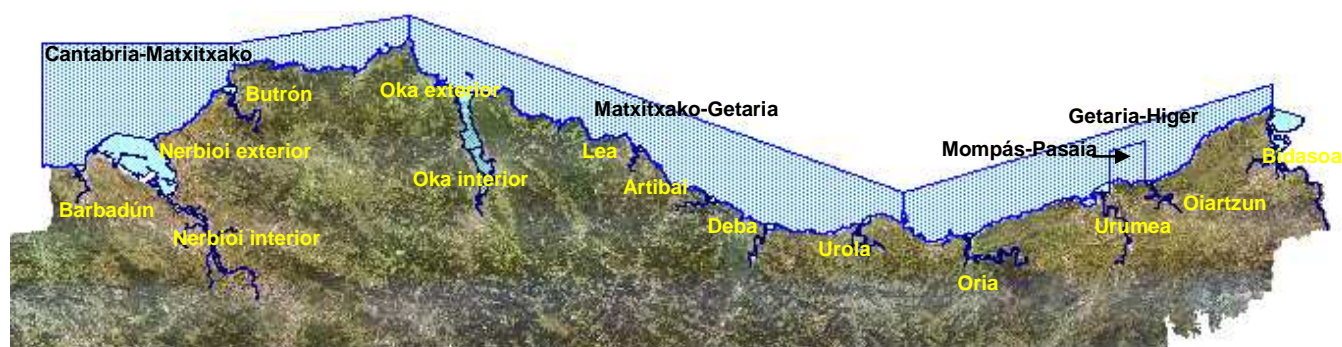 Cantabria-Matxitxako
Butrón
Oka exterior
Matxitxako-Getaria
Getaria-Higer
Mompás-Pasaia
Nerbioi exterior
Lea
Bidasoa
Oka interior
Artibai
Barbadún
Oiartzun
Nerbioi interior
Deba
Urola
Urumea
Oria